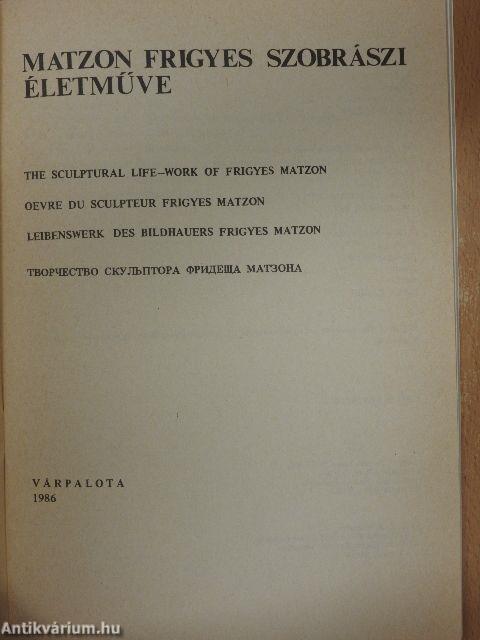 MATZON FRIGYES SZOBRÁSZI
ÉLETMŰVE
THE SCULPTURAL LIFE-WORK OF FRIGYES MATZON
OEVRE DU SCULPTEUR FRIGYES MATZON
LEIBENSWERK DES BILDHAUERS FRIGYES MATZON
ТВОРЧЕСТВО СКУЛЬПТОРА ФРИДЕЩА МАТЗОНА
VÁRPALOTA
1986
Antikvárium.hu